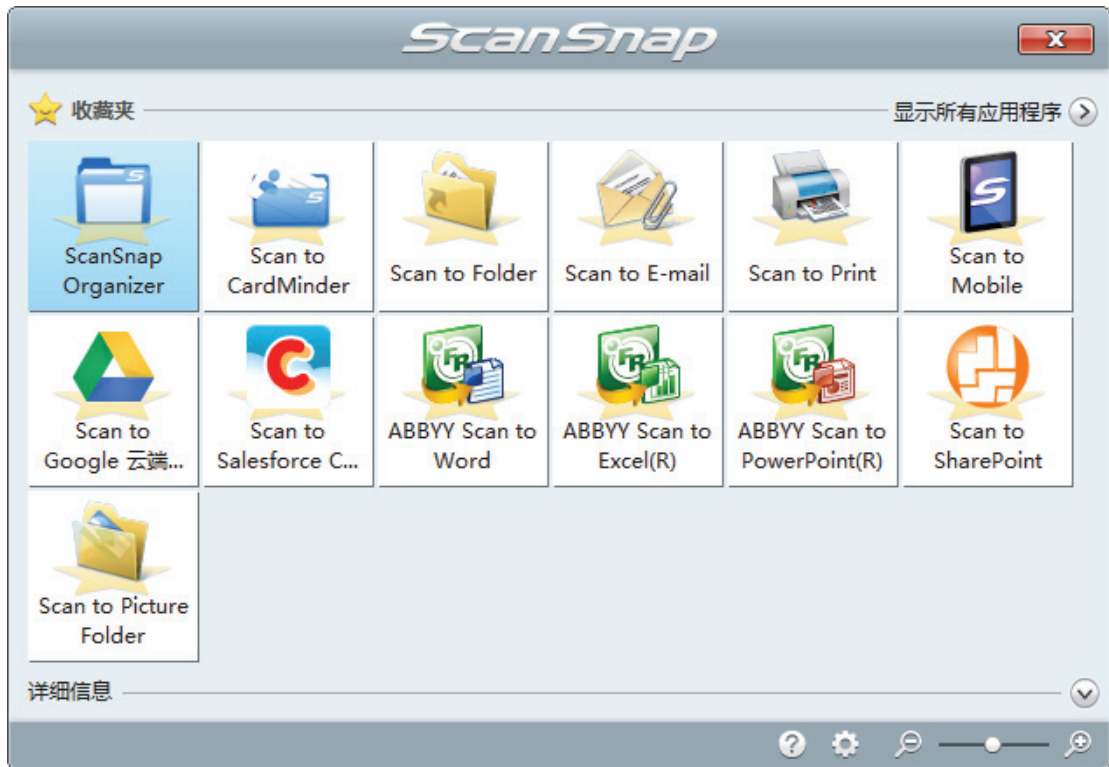 ScanSnap
收藏夹
显示所有应用程序
ScanSnap
Organizer
Scan to
CardMinder
Scan to Folder
Scan to E-mail
Scan to Print
Scan to
Mobile
Scan to
Google 云端...
Scan to
Salesforce C...
ABBYY Scan to
Word
ABBYY Scan to
Excel(R)
ABBYY Scan to
PowerPoint(R)
Scan to
SharePoint
Scan to Picture
Folder
详细信息